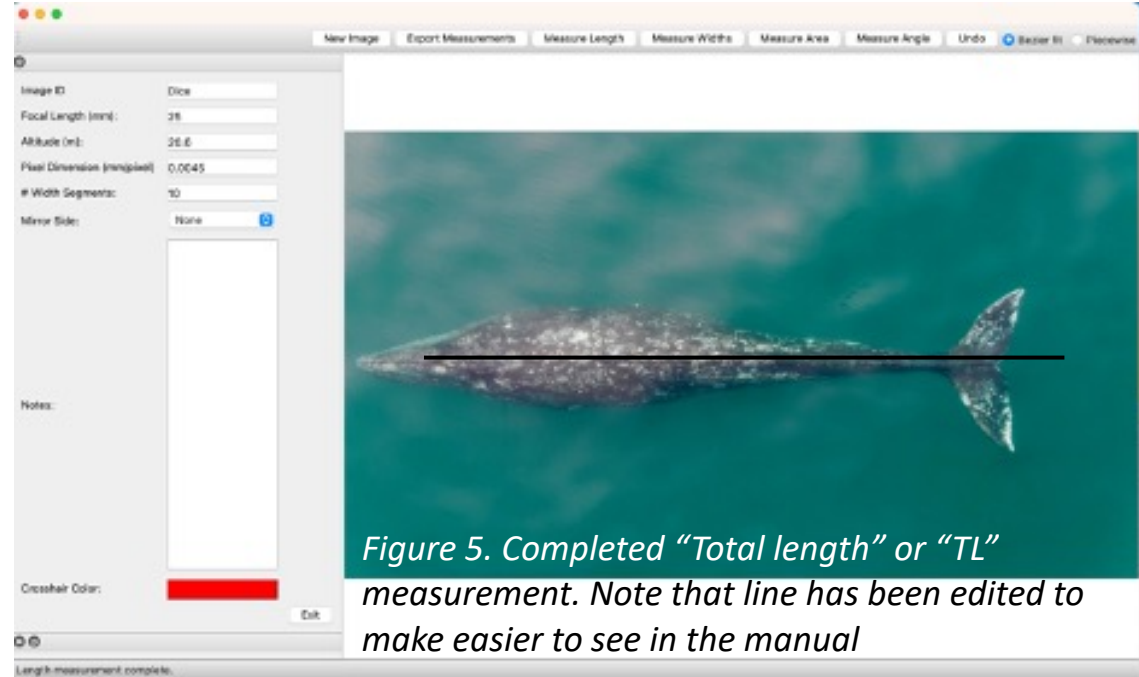 New Image Export Measurements Measure Length Measure Widths Measure Area Measure Angle Undo Bezier fit Piecewise
Image ID Dice
Focal Length (mm): 25
Altitude (m): 
Pixel Dimension (mm/pixel) 0.0045
# Width Segments: 10
Mirror Side: None
Notes:
Crosshair Color:
Exit
Figure 5. Completed “Total length” or “TL”
measurement. Note that line has been edited to
make easier to see in the manual
Length measurement complete.